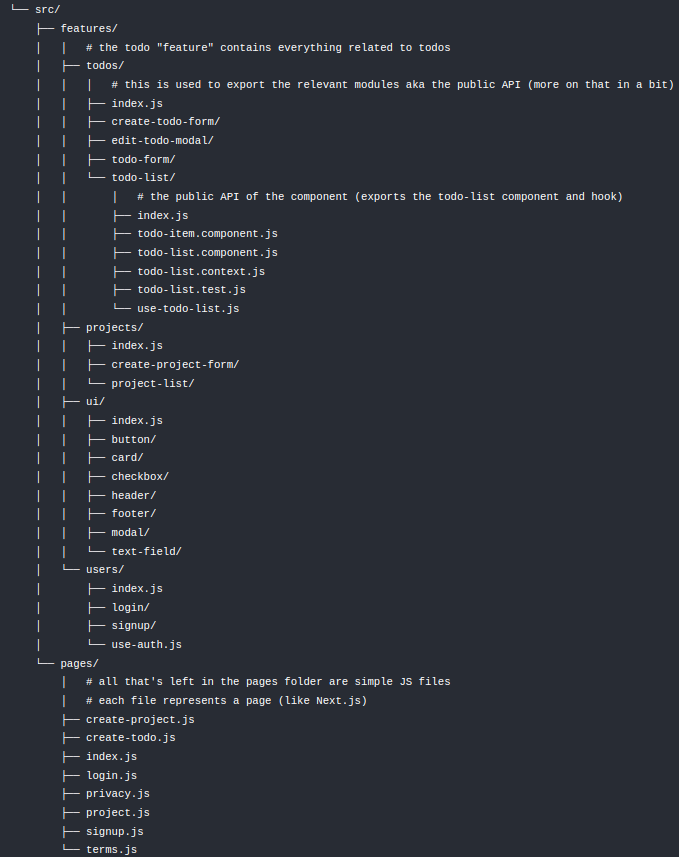 └── src/
    ├── features/
    │   │   # the todo "feature" contains everything related to todos
    │   ├── todos/
    │   │   │   # this is used to export the relevant modules aka the public API (more on that in a bit)
    │   │   ├── index.js
    │   │   ├── create-todo-form/
    │   │   ├── edit-todo-modal/
    │   │   ├── todo-form/
    │   │   └── todo-list/
    │   │       │   # the public API of the component (exports the todo-list component and hook)
    │   │       ├── index.js
    │   │       ├── todo-item.component.js
    │   │       ├── todo-list.component.js
    │   │       ├── todo-list.context.js
    │   │       ├── todo-list.test.js
    │   │       └── use-todo-list.js
    │   ├── projects/
    │   │   ├── index.js
    │   │   ├── create-project-form/
    │   │   └── project-list/
    │   ├── ui/
    │   │   ├── index.js
    │   │   ├── button/
    │   │   ├── card/
    │   │   ├── checkbox/
    │   │   ├── header/
    │   │   ├── footer/
    │   │   ├── modal/
    │   │   └── text-field/
    │   └── users/
    │       ├── index.js
    │       ├── login/
    │       ├── signup/
    │       └── use-auth.js
    └── pages/
        │   # all that's left in the pages folder are simple JS files
        │   # each file represents a page (like Next.js)
        ├── create-project.js
        ├── create-todo.js
        ├── index.js
        ├── login.js
        ├── privacy.js
        ├── project.js
        ├── signup.js
        └── terms.js